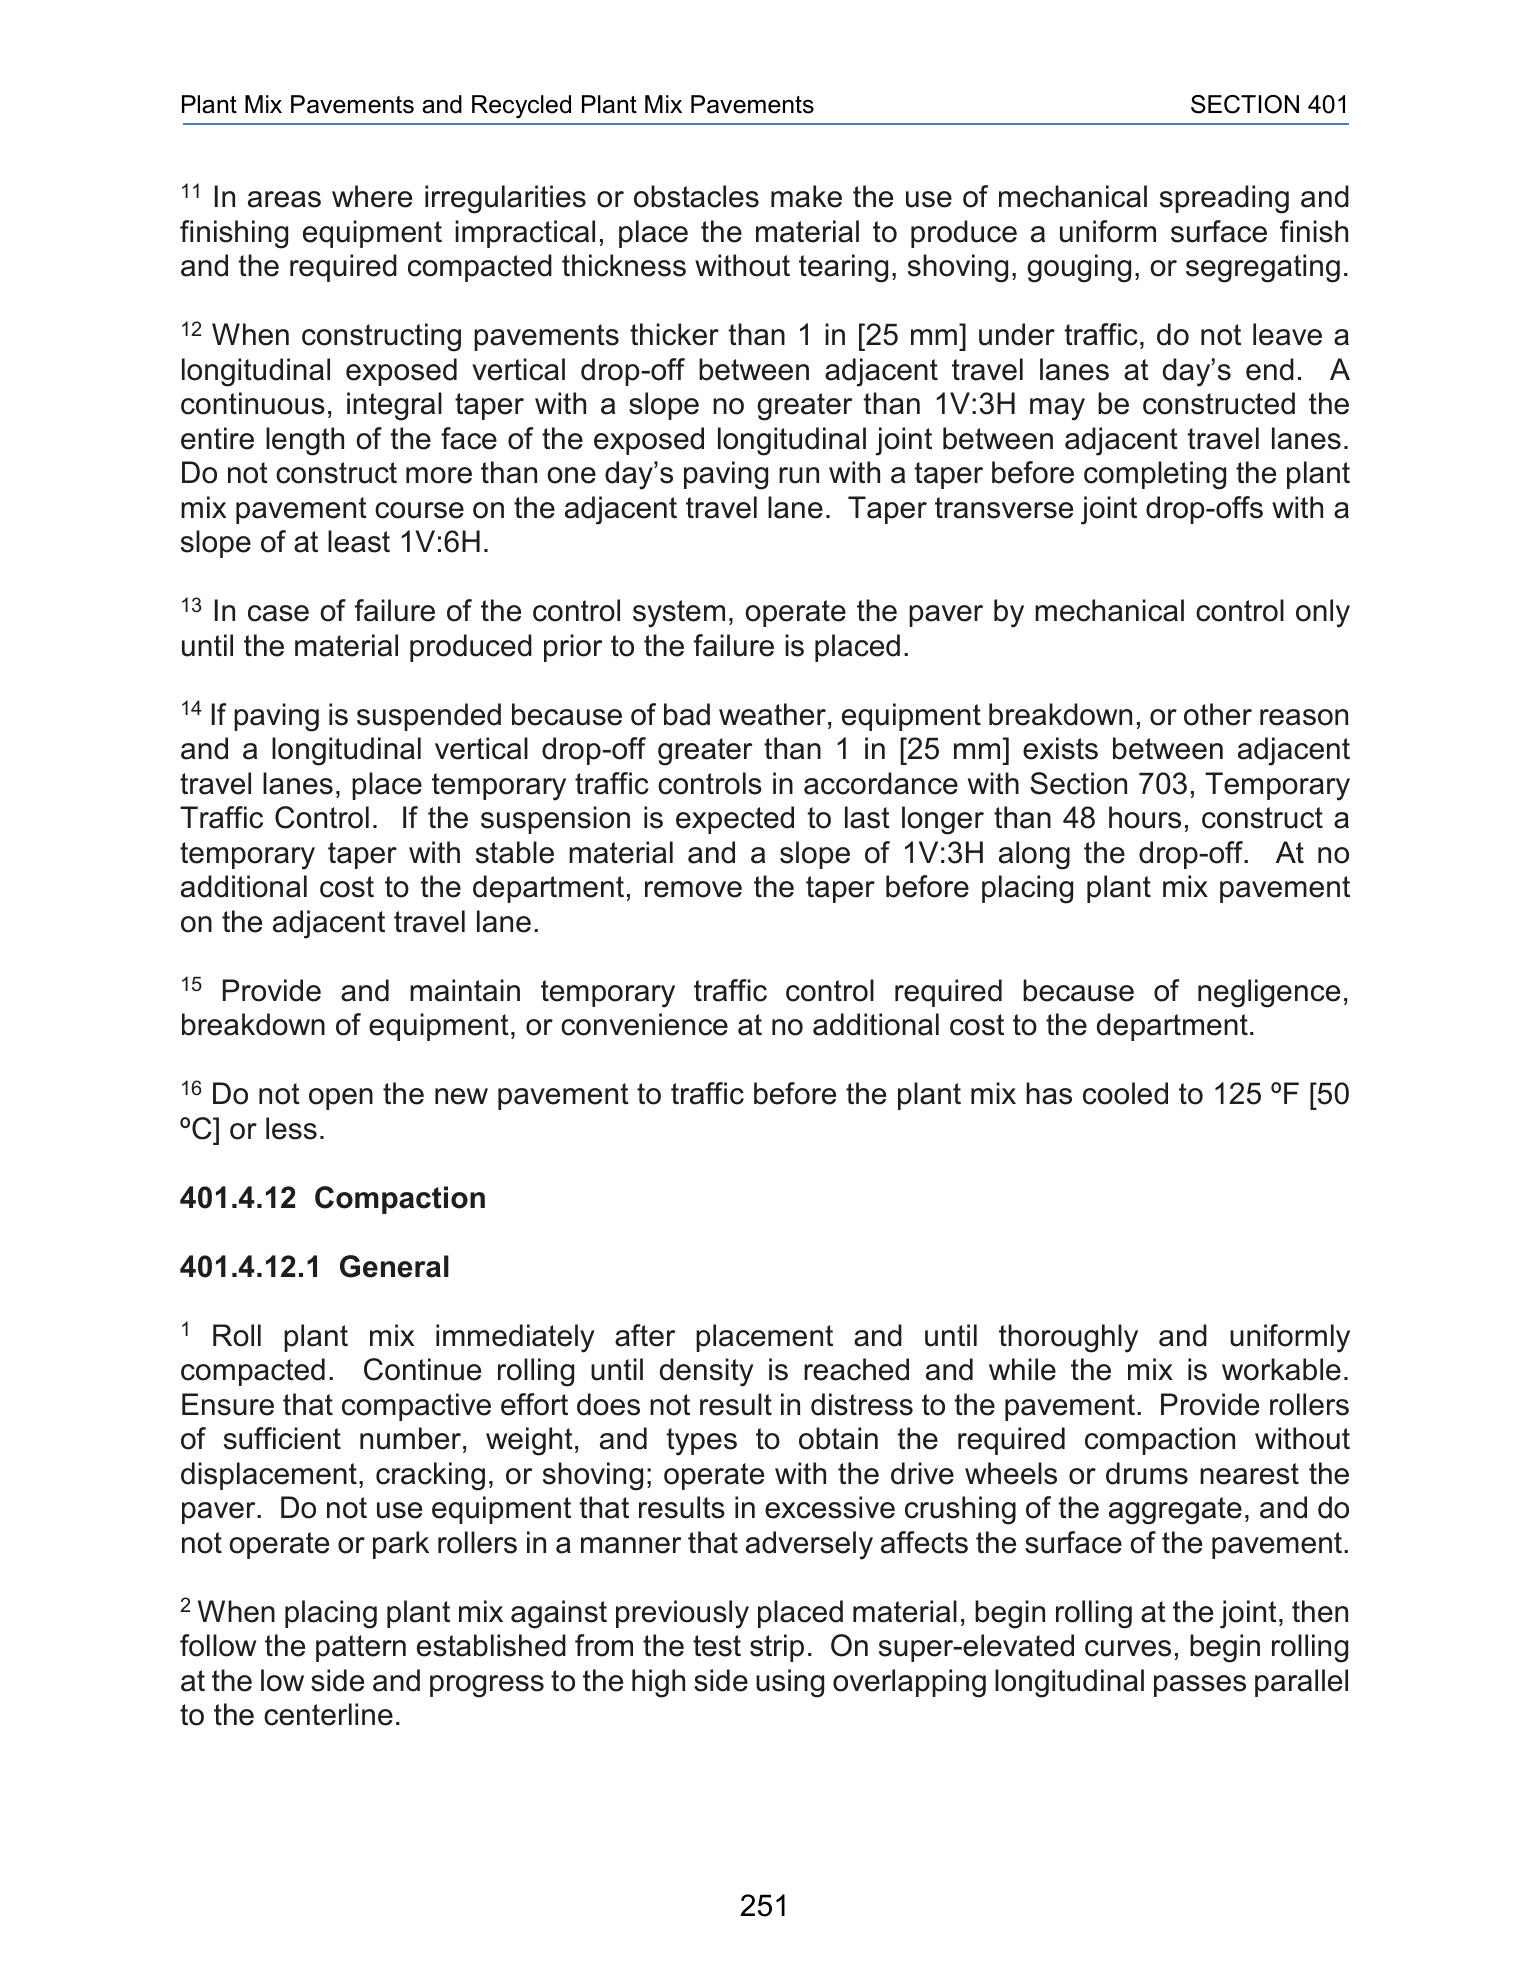 Plant Mix Pavements and Recycled Plant Mix Pavements SECTION 401
11 In areas where irregularities or obstacles make the use of mechanical spreading and
finishing equipment impractical, place the material to produce a uniform surface finish
and the required compacted thickness without tearing, shoving, gouging, or segregating.
12 When constructing pavements thicker than 1 in [25 mm] under traffic, do not leave a
longitudinal exposed vertical drop-off between adjacent travel lanes at day’s end. A
continuous, integral taper with a slope no greater than 1V:3H may be constructed the
entire length of the face of the exposed longitudinal joint between adjacent travel lanes.
Do not construct more than one day’s paving run with a taper before completing the plant
mix pavement course on the adjacent travel lane. Taper transverse joint drop-offs with a
slope of at least 1V:6H.
13 In case of failure of the control system, operate the paver by mechanical control only
until the material produced prior to the failure is placed.
14 If paving is suspended because of bad weather, equipment breakdown, or other reason
and a longitudinal vertical drop-off greater than 1 in [25 mm] exists between adjacent
travel lanes, place temporary traffic controls in accordance with Section 703, Temporary
Traffic Control. If the suspension is expected to last longer than 48 hours, construct a
temporary taper with stable material and a slope of 1V:3H along the drop-off. At no
additional cost to the department, remove the taper before placing plant mix pavement
on the adjacent travel lane.
15 Provide and maintain temporary traffic control required because of negligence,
breakdown of equipment, or convenience at no additional cost to the department.
16 Do not open the new pavement to traffic before the plant mix has cooled to 125 ºF [50
ºC] or less.
401.4.12 Compaction
401.4.12.1 General
1 Roll plant mix immediately after placement and until thoroughly and uniformly
compacted. Continue rolling until density is reached and while the mix is workable.
Ensure that compactive effort does not result in distress to the pavement. Provide rollers
of sufficient number, weight, and types to obtain the required compaction without
displacement, cracking, or shoving; operate with the drive wheels or drums nearest the
paver. Do not use equipment that results in excessive crushing of the aggregate, and do
not operate or park rollers in a manner that adversely affects the surface of the pavement.
2 When placing plant mix against previously placed material, begin rolling at the joint, then
follow the pattern established from the test strip. On super-elevated curves, begin rolling
at the low side and progress to the high side using overlapping longitudinal passes parallel
to the centerline.
251